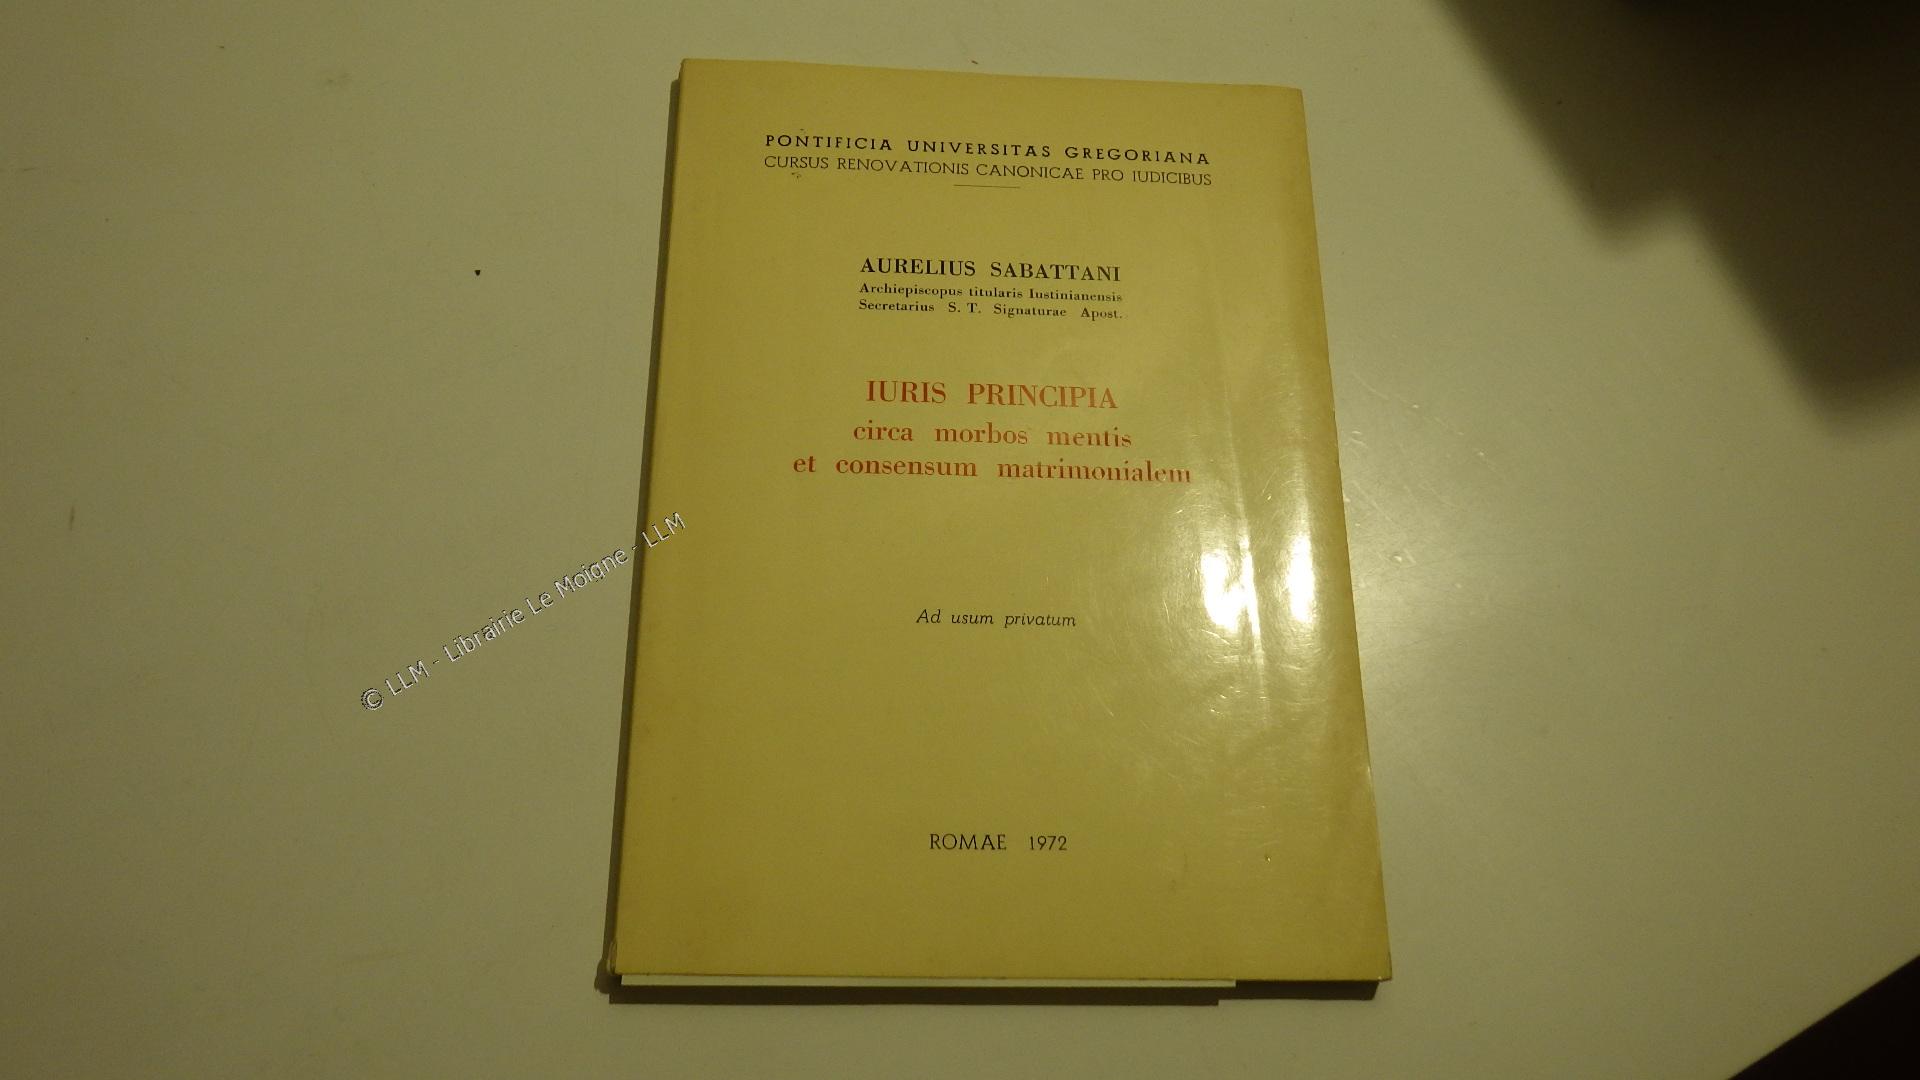 PONTIFICIA UNIVERSITAS GREGORIANA
CURSUS RENOVATIONIS CANONICAE PRO IUDICIBUS
AURELIUS SABATTANI
Archiepiscopus titularis Iustinianensis
Secretarius S. T. Signaturae Apost.
IURIS PRINCIPIA
circa morbos mentis
et consensum matrimonialem
Ad usum privatum
ROMAE 1972
© LLM - Librairie Le Moigne - LLM